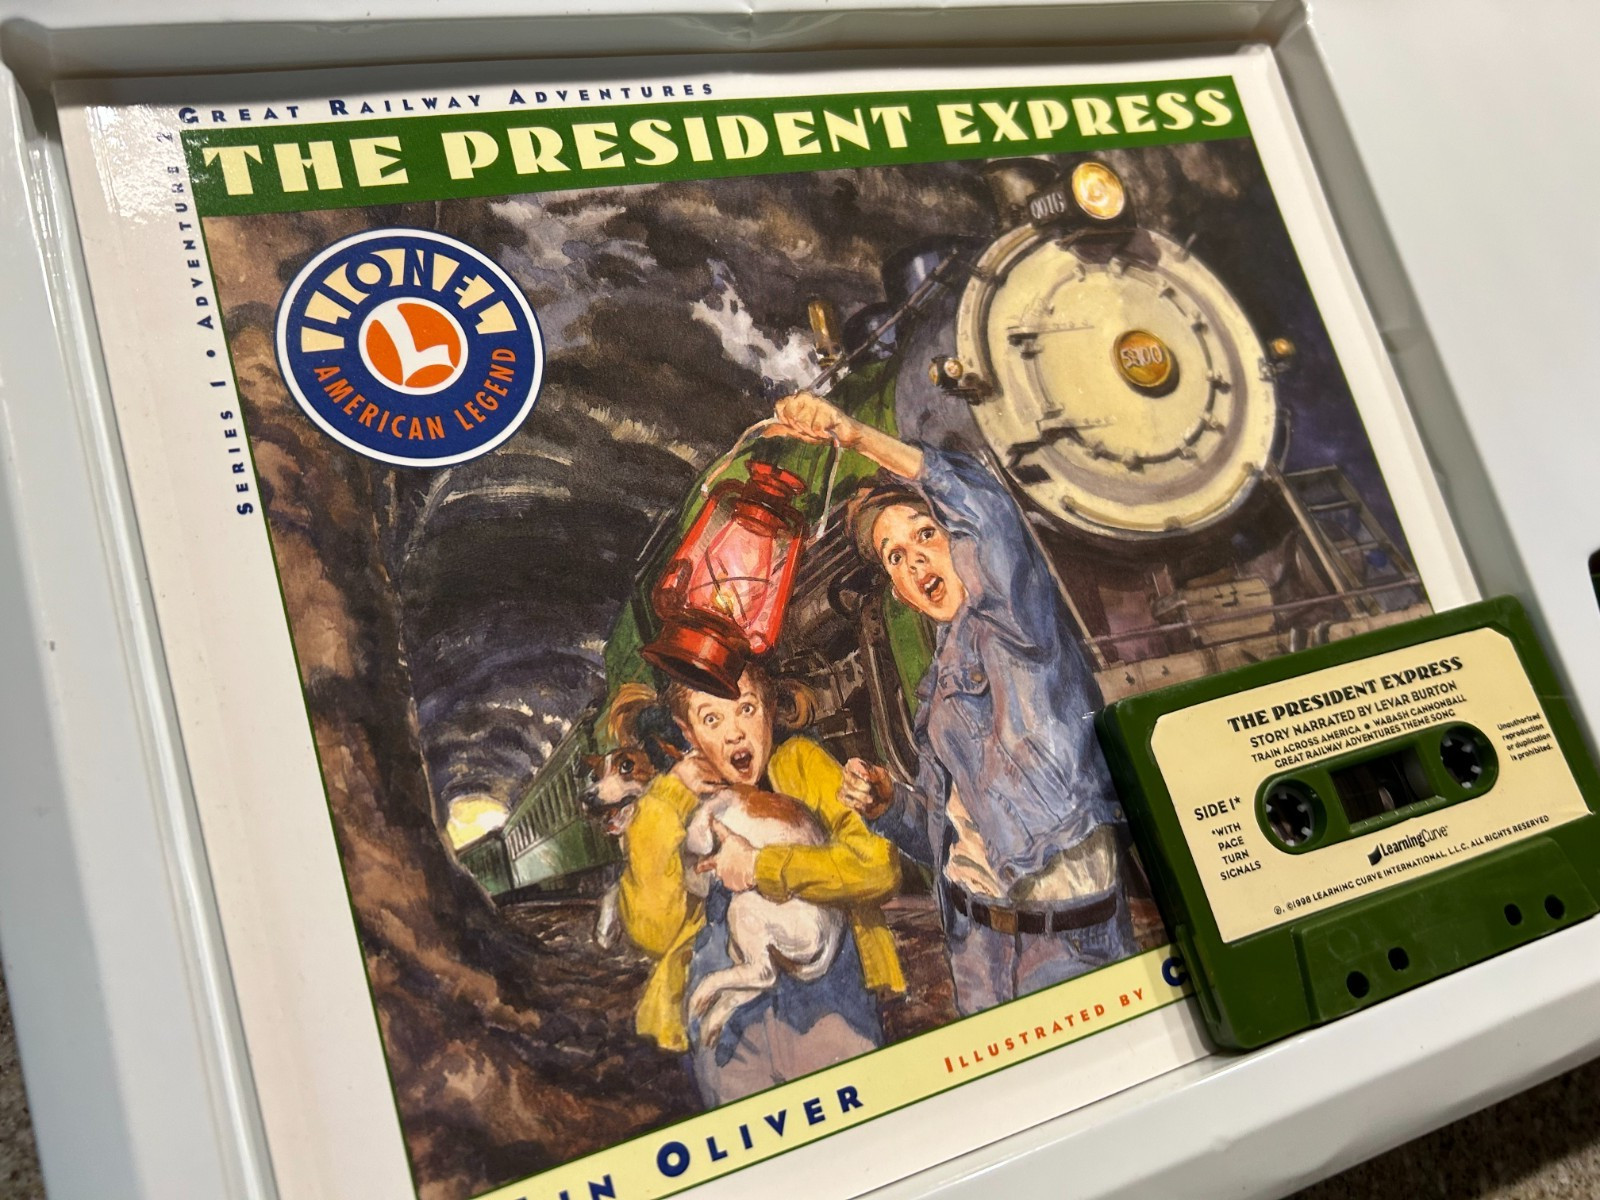 GREAT RAILWAY ADVENTURES
THE PRESIDENT EXPRESS
SERIES 1 • ADVENTURE 2
LIONEL
L
AMERICAN LEGEND
5900
IN OLIVER
ILLUSTRATED BY C
THE PRESIDENT EXPRESS
STORY NARRATED BY LEVAR BURTON
TRAIN ACROSS AMERICA • WABASH CANNONBALL
GREAT RAILWAY ADVENTURES THEME SONG
Unauthorized
reproduction
or duplication
is prohibited.
SIDE 1*
*WITH
PAGE
TURN
SIGNALS
LearningCurve®
℗, ©1998 LEARNING CURVE INTERNATIONAL, L.L.C. ALL RIGHTS RESERVED